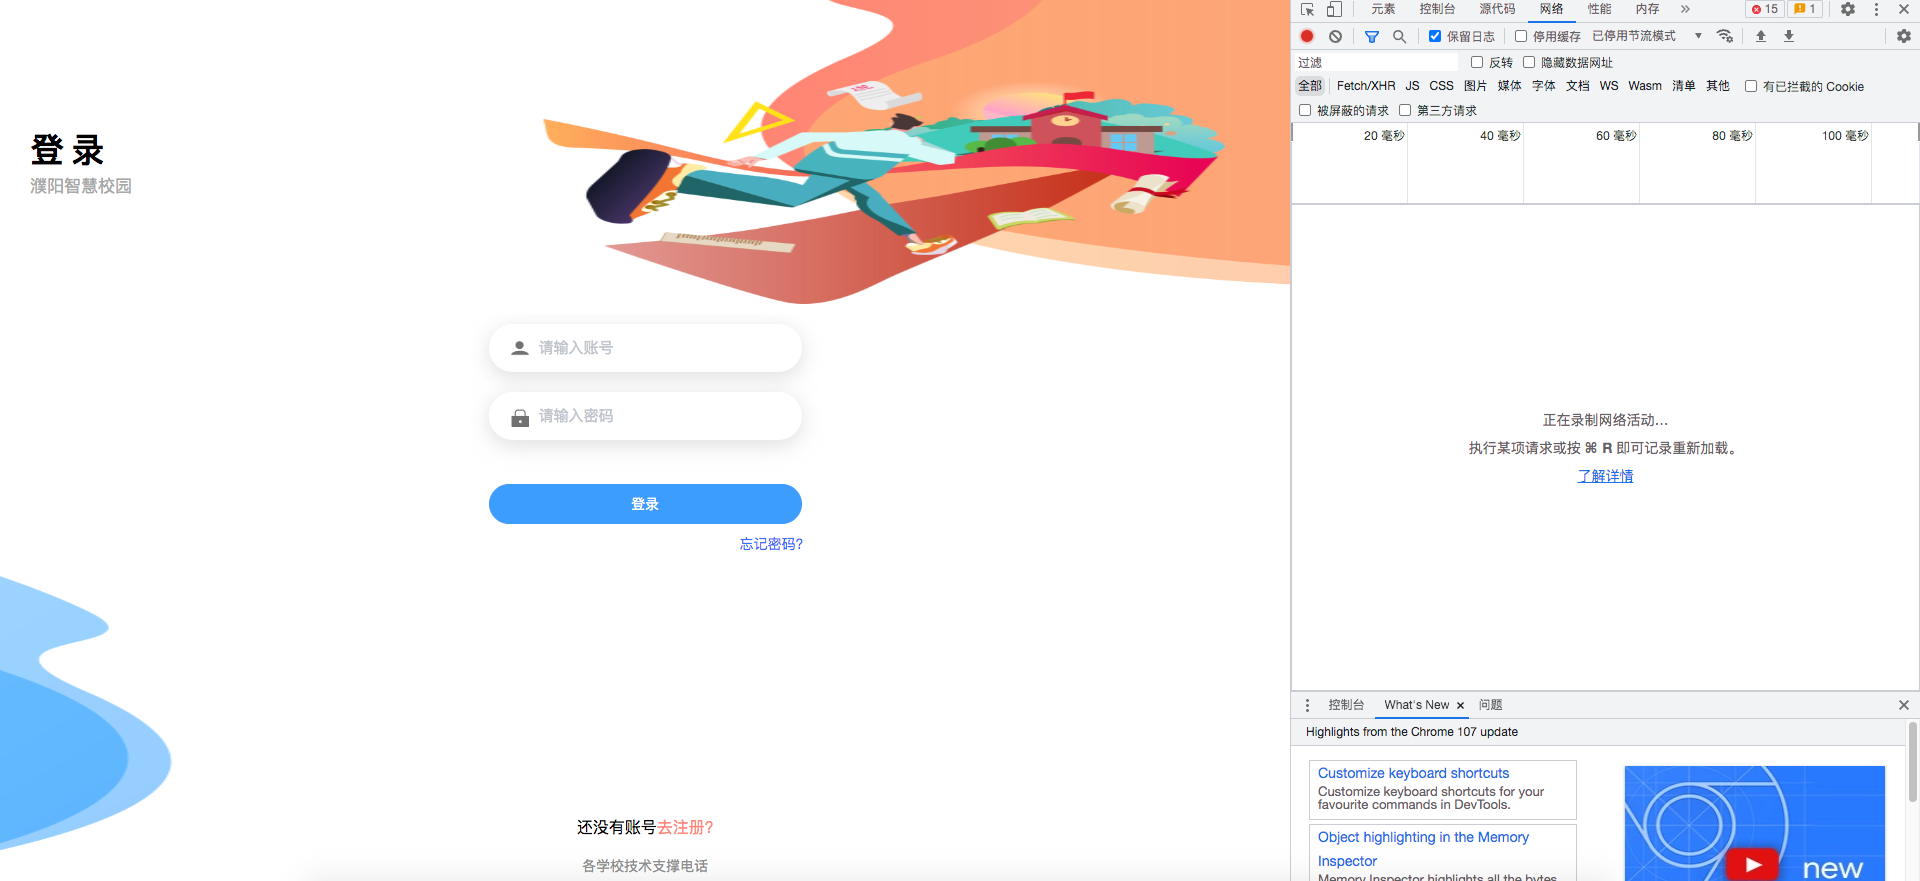 登 录
濮阳智慧校园
请输入账号
请输入密码
登录
忘记密码?
还没有账号去注册?
各学校技术支撑电话
元素 控制台 源代码 网络 性能 内存 15 1
保留日志 停用缓存 已停用节流模式
过滤 反转 隐藏数据网址
全部 Fetch/XHR JS CSS 图片 媒体 字体 文档 WS Wasm 清单 其他 有已拦截的 Cookie
被屏蔽的请求 第三方请求
20 毫秒 40 毫秒 60 毫秒 80 毫秒 100 毫秒
正在录制网络活动…
执行某项请求或按 ⌘ R 即可记录重新加载。
了解详情
控制台 What's New 问题
Highlights from the Chrome 107 update
Customize keyboard shortcuts
Customize keyboard shortcuts for your
favourite commands in DevTools.
Object highlighting in the Memory
Inspector
Memory Inspector highlights all the bytes
new